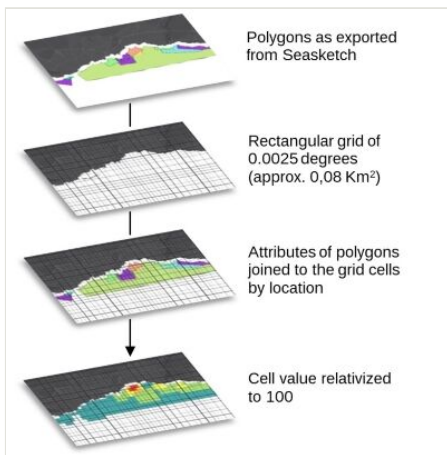 Polygons as exported
from Seasketch
Rectangular grid of
0.0025 degrees
(approx. 0,08 Km²)
Attributes of polygons
joined to the grid cells
by location
Cell value relativized
to 100